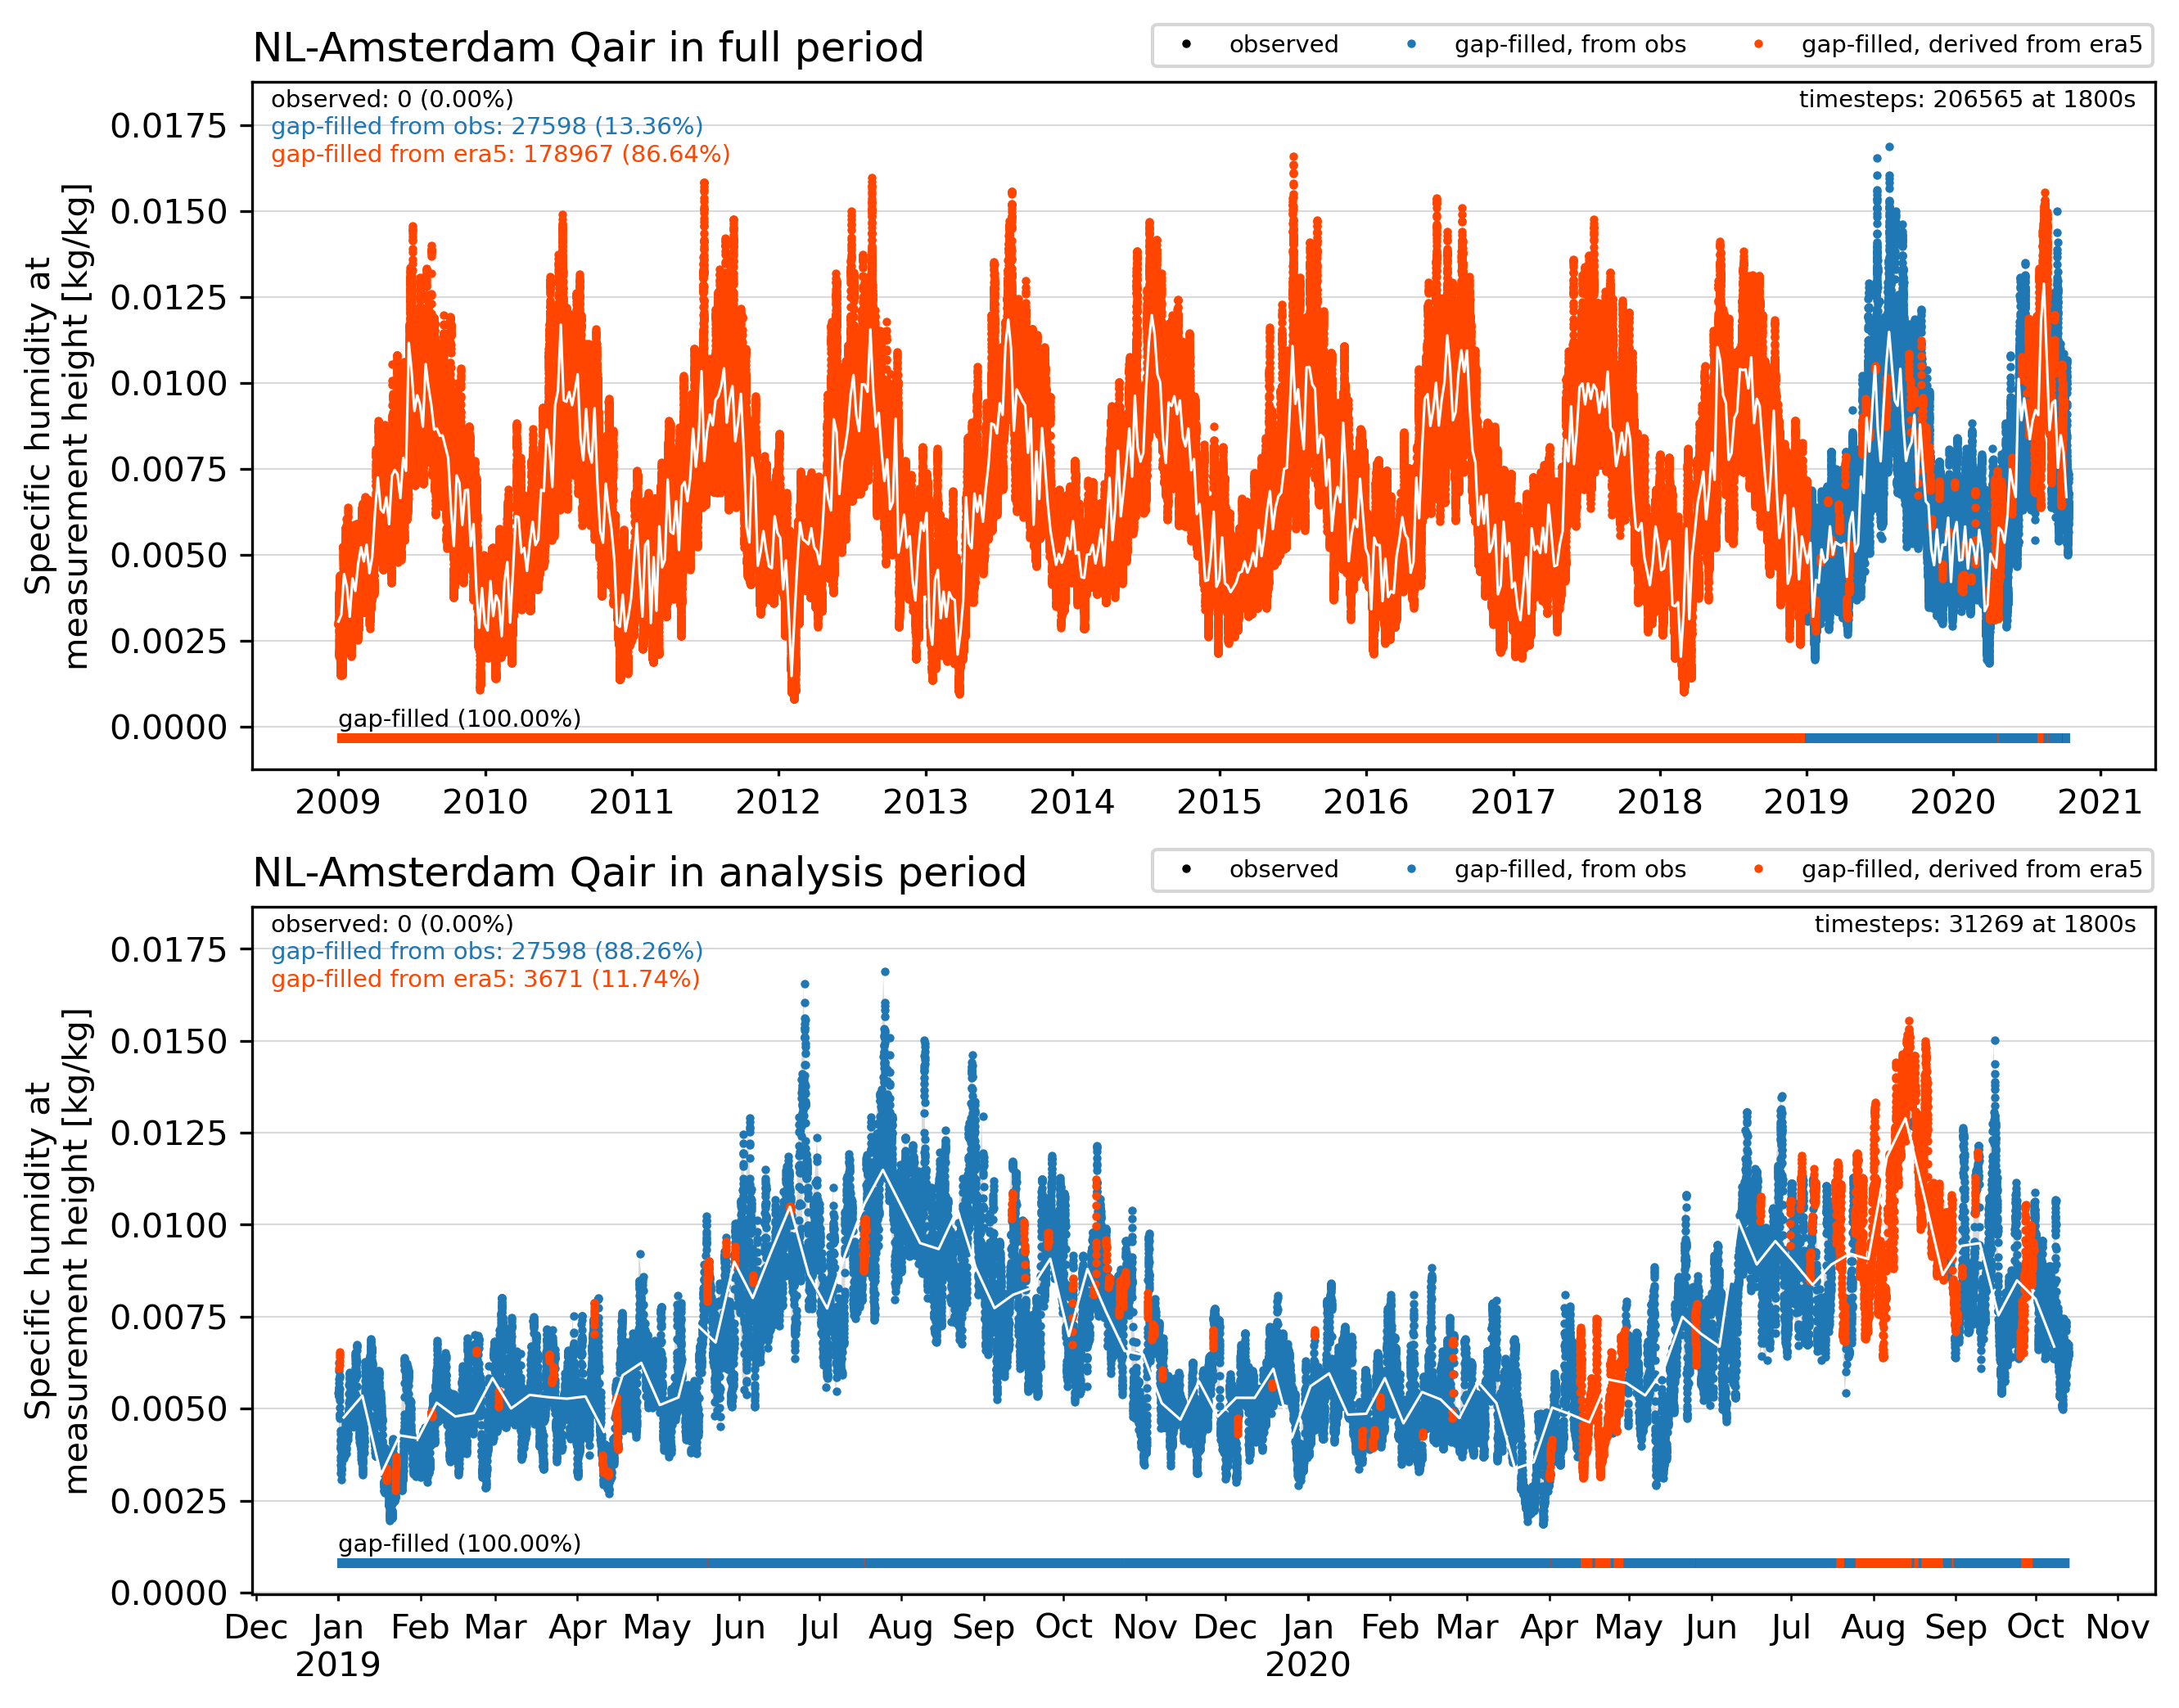 NL-Amsterdam Qair in full period
observed gap-filled, from obs gap-filled, derived from era5
observed: 0 (0.00%)
timesteps: 206565 at 1800s
gap-filled from obs: 27598 (13.36%)
gap-filled from era5: 178967 (86.64%)
Specific humidity at
measurement height [kg/kg]
0.0175
0.0150
0.0125
0.0100
0.0075
0.0050
0.0025
0.0000
gap-filled (100.00%)
2009 2010 2011 2012 2013 2014 2015 2016 2017 2018 2019 2020 2021
NL-Amsterdam Qair in analysis period
observed gap-filled, from obs gap-filled, derived from era5
observed: 0 (0.00%)
timesteps: 31269 at 1800s
gap-filled from obs: 27598 (88.26%)
gap-filled from era5: 3671 (11.74%)
Specific humidity at
measurement height [kg/kg]
0.0175
0.0150
0.0125
0.0100
0.0075
0.0050
0.0025
0.0000
gap-filled (100.00%)
Dec Jan Feb Mar Apr May Jun Jul Aug Sep Oct Nov Dec Jan Feb Mar Apr May Jun Jul Aug Sep Oct Nov
2019 2020